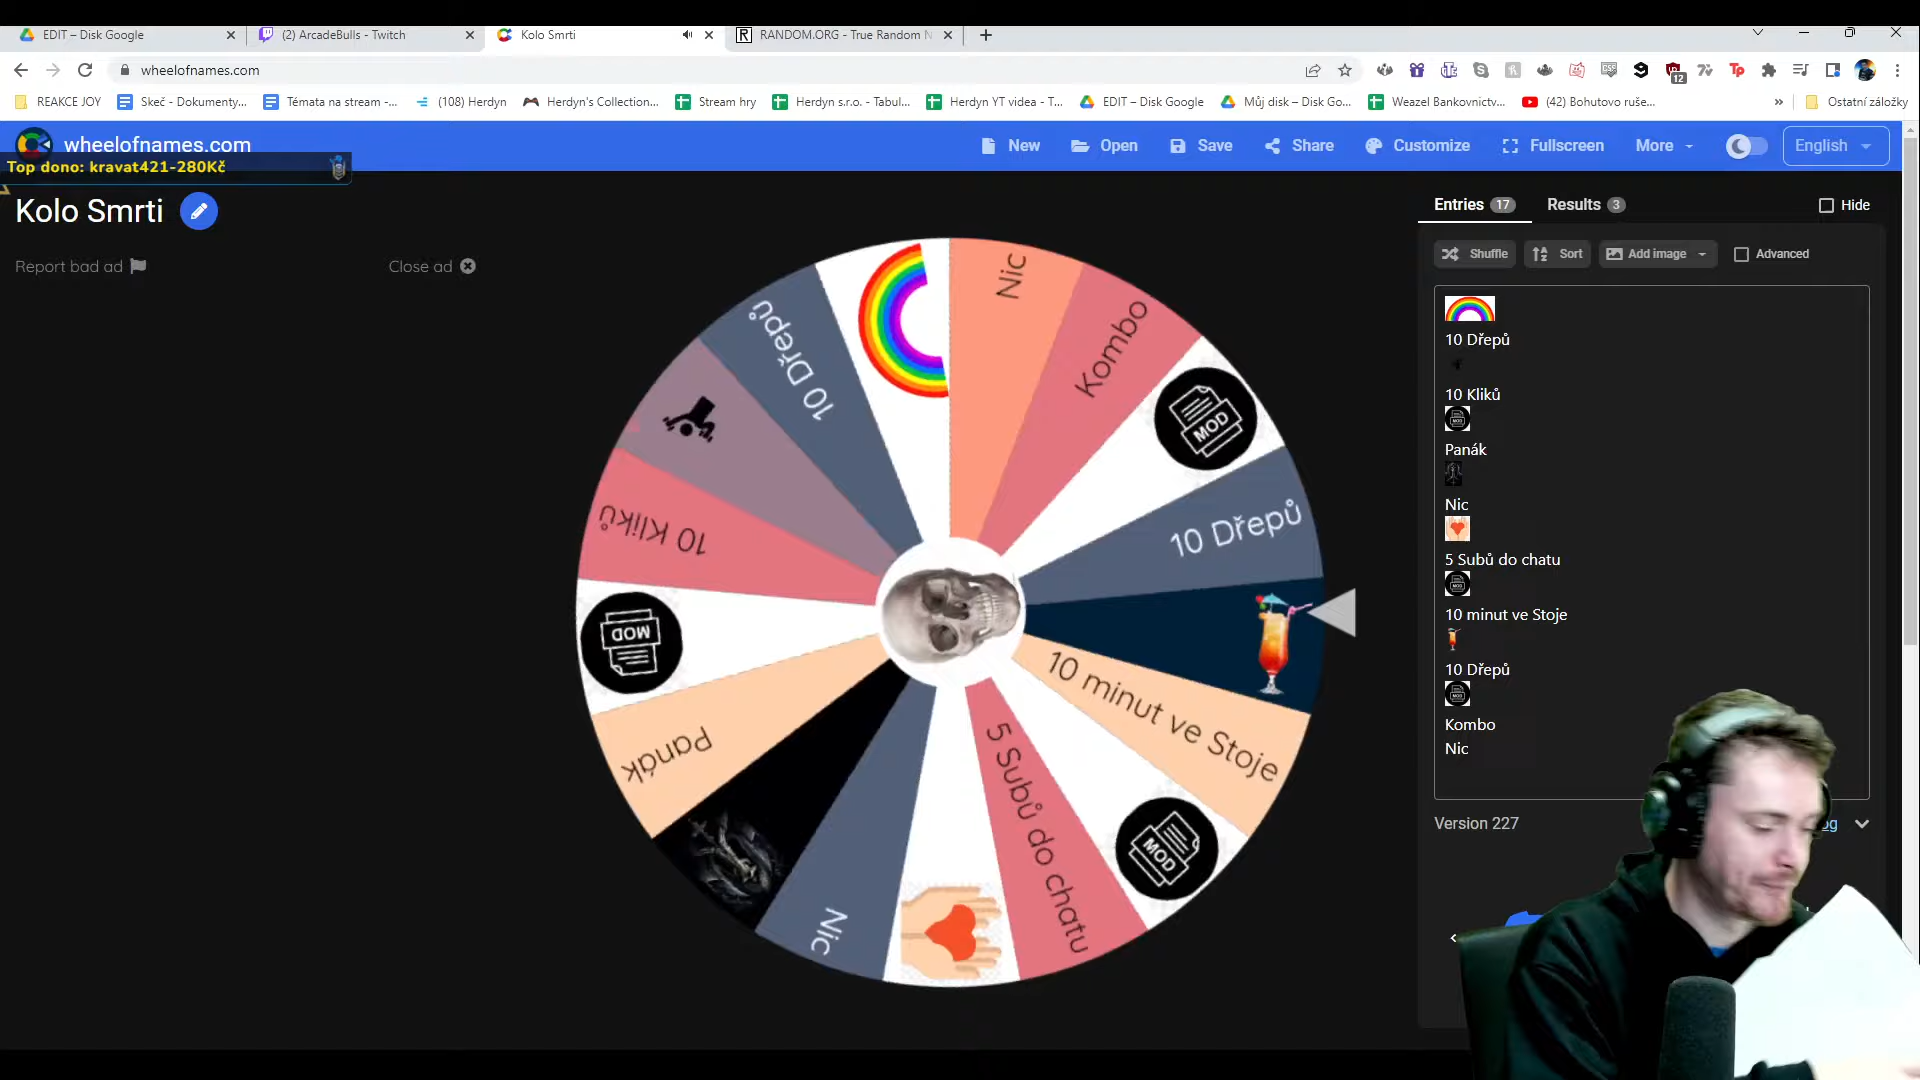 EDIT – Disk Google
(2) ArcadeBulls - Twitch
Kolo Smrti
RANDOM.ORG - True Random N
wheelofnames.com
12
REAKCE JOY
Skeč - Dokumenty...
Témata na stream -...
(108) Herdyn
Herdyn's Collection...
Stream hry
Herdyn s.r.o. - Tabul...
Herdyn YT videa - T...
EDIT – Disk Google
Můj disk – Disk Go...
Weazel Bankovnictv...
(42) Bohutovo ruše...
»
Ostatní záložky
wheelofnames.com
New
Open
Save
Share
Customize
Fullscreen
More
English
Top dono: kravat421-280Kč
Kolo Smrti
Report bad ad
Close ad
Entries 17
Results 3
Hide
Shuffle
Sort
Add image
Advanced
10 Dřepů
10 Kliků
MOD
Panák
Nic
5 Subů do chatu
MOD
10 minut ve Stoje
10 Dřepů
MOD
Kombo
Nic
Version 227
og
Nic
Kombo
MOD
10 Dřepů
10 minut ve Stoje
MOD
5 Subů do chatu
Nic
Panák
MOD
10 Kliků
10 Dřepů